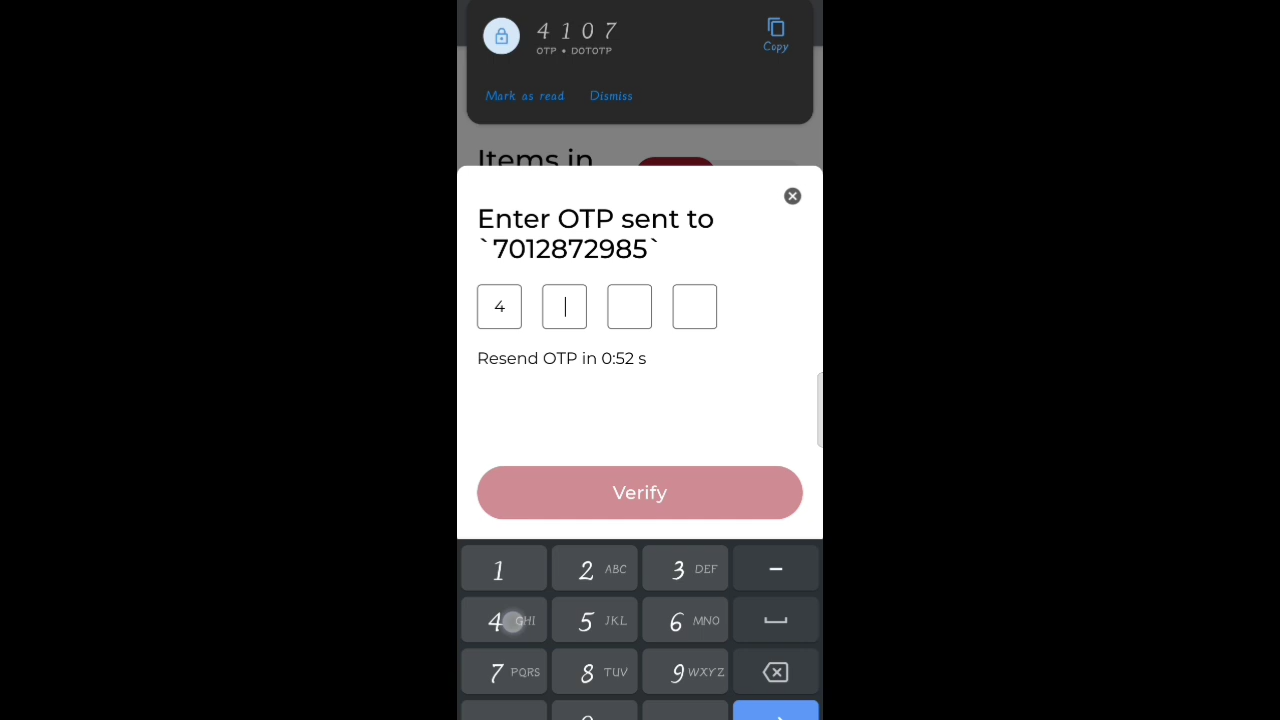 4 1 0 7
OTP • DOTOTP
Copy
Mark as read Dismiss
Items in
Enter OTP sent to
`7012872985`
4
Resend OTP in 0:52 s
Verify
1 2 ABC 3 DEF –
4 GHI 5 JKL 6 MNO
7 PQRS 8 TUV 9 WXYZ